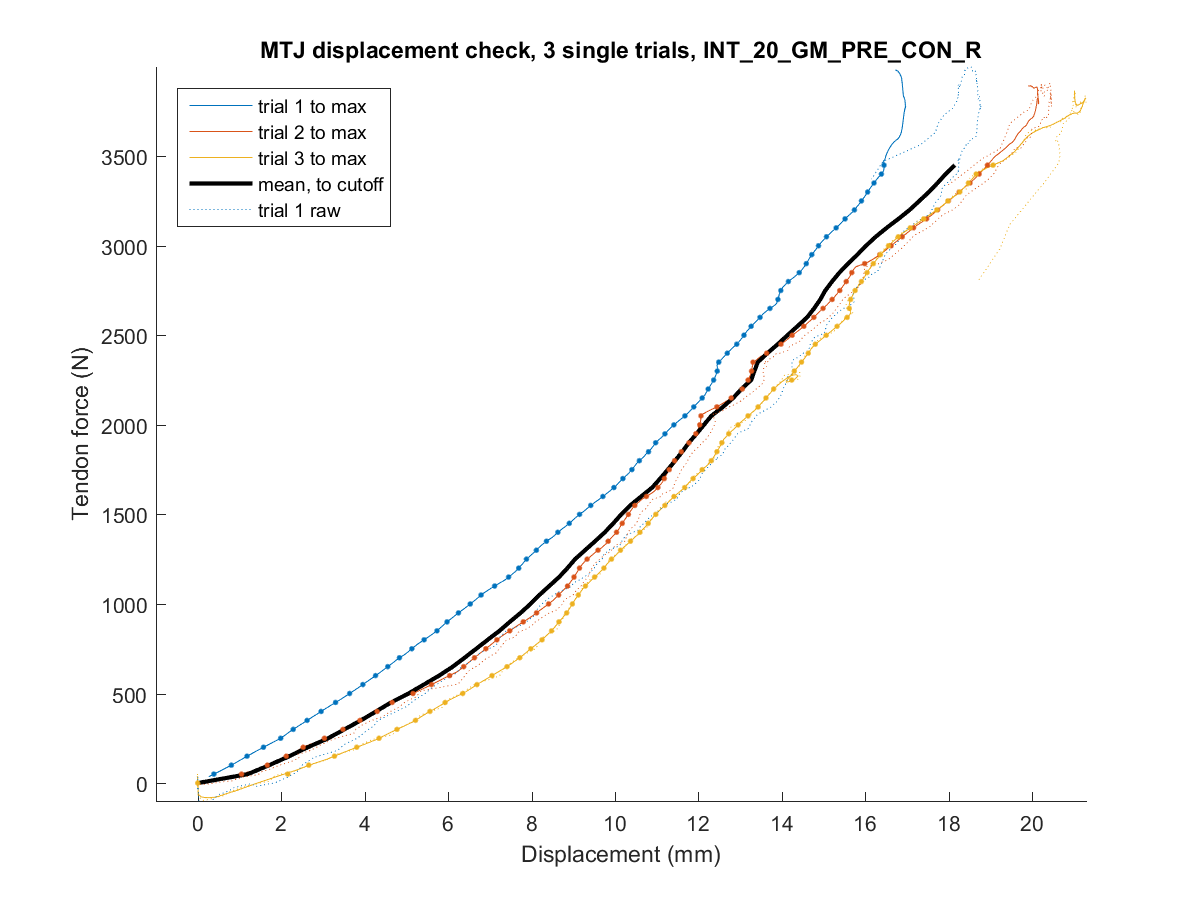 MTJ displacement check, 3 single trials, INT_20_GM_PRE_CON_R
trial 1 to max
trial 2 to max
trial 3 to max
mean, to cutoff
trial 1 raw
3500
3000
2500
2000
1500
1000
500
0
Tendon force (N)
0 2 4 6 8 10 12 14 16 18 20
Displacement (mm)